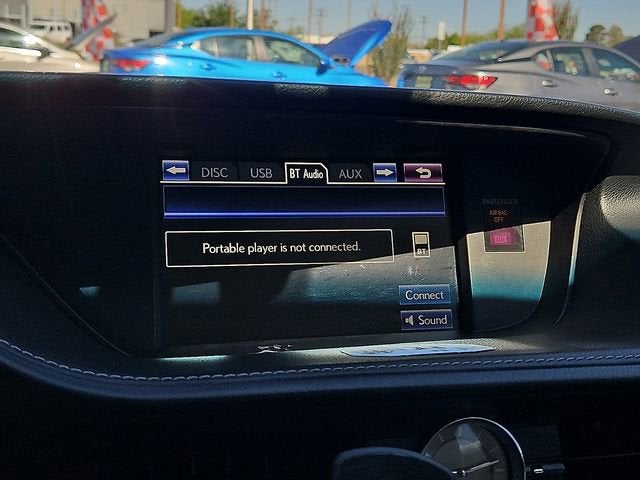 DISC USB BT Audio AUX
Portable player is not connected.
BT
Connect
Sound
PASSENGER
AIR BAG
OFF